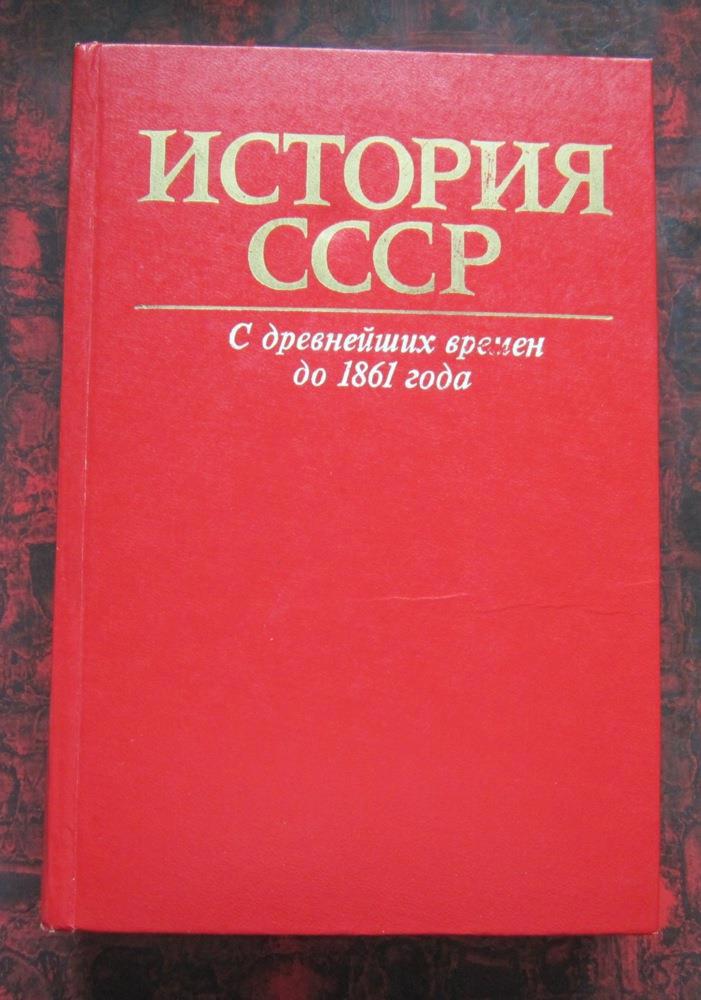 ИСТОРИЯ
СССР
С древнейших времен
до 1861 года